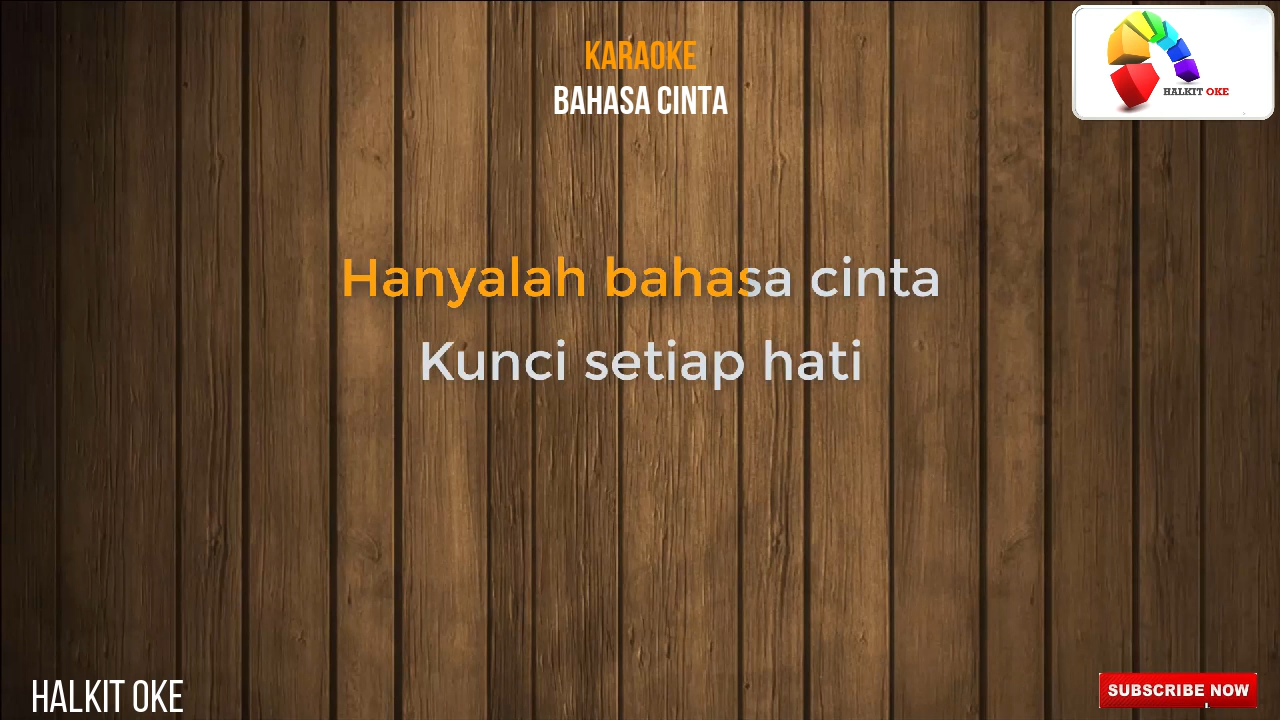 KARAOKE
BAHASA CINTA
HALKIT OKE
Hanyalah bahasa cinta
Kunci setiap hati
HALKIT OKE
SUBSCRIBE NOW